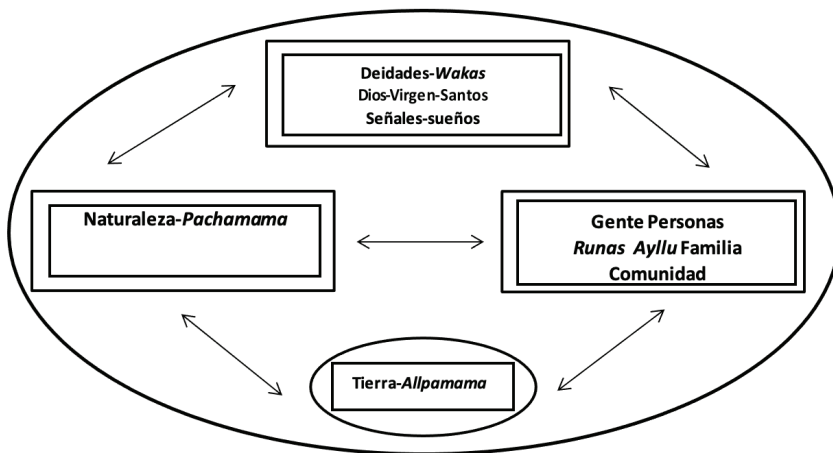 Deidades-Wakas
Dios-Virgen-Santos
Señales-sueños
Naturaleza-Pachamama
Gente Personas
Runas Ayllu Familia
Comunidad
Tierra-Allpamama